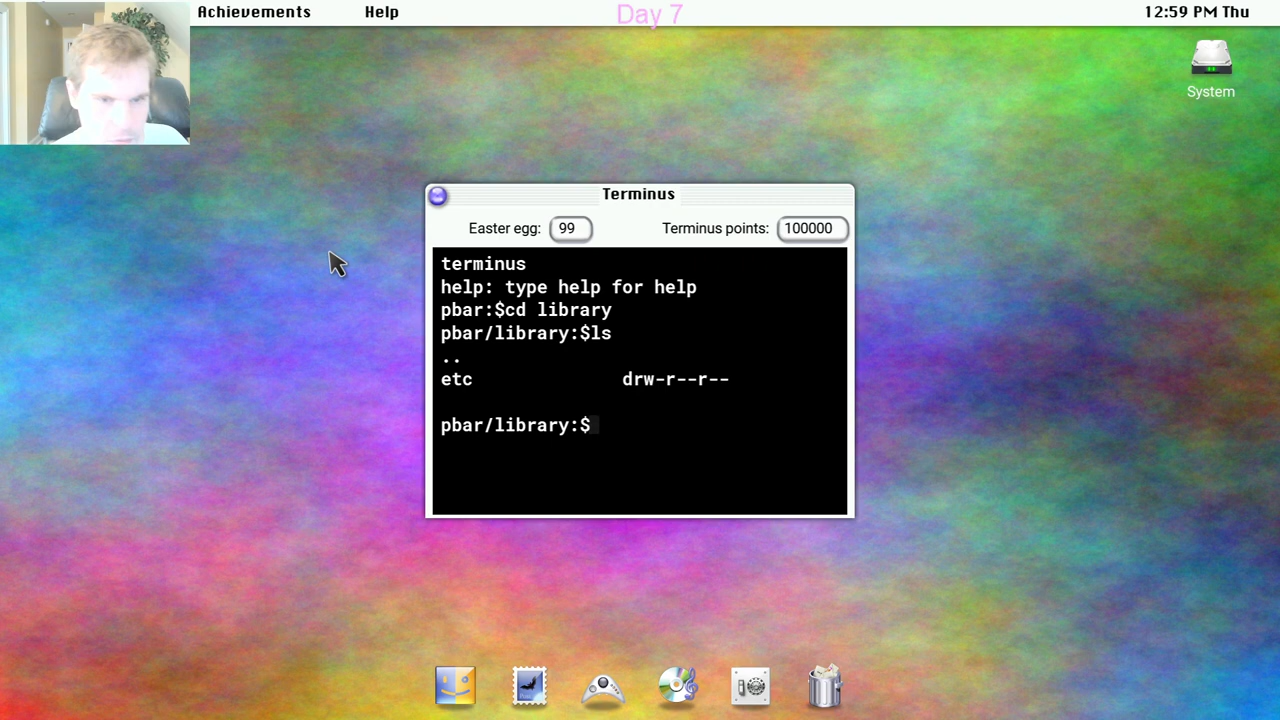 Achievements Help Day 7 12:59 PM Thu
System
Terminus
Easter egg: 99 Terminus points: 100000
terminus
help: type help for help
pbar:$cd library
pbar/library:$ls
..
etc drw-r--r--
pbar/library:$